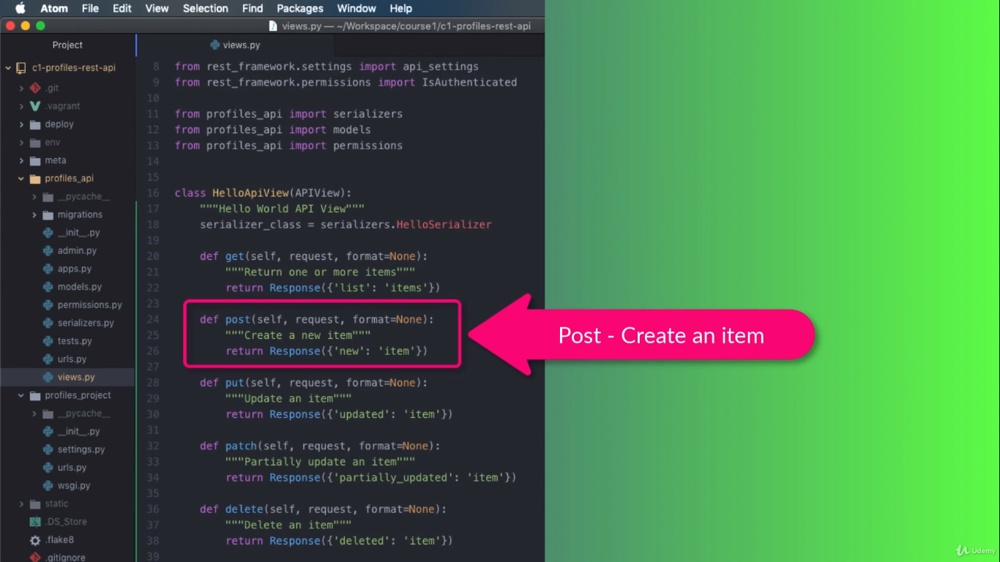 Atom File Edit View Selection Find Packages Window Help
views.py — ~/Workspace/course1/c1-profiles-rest-api
Project
c1-profiles-rest-api
.git
.vagrant
deploy
env
meta
profiles_api
__pycache__
migrations
__init__.py
admin.py
apps.py
models.py
permissions.py
serializers.py
tests.py
urls.py
views.py
profiles_project
__pycache__
__init__.py
settings.py
urls.py
wsgi.py
static
.DS_Store
.flake8
.gitignore
views.py
8 from rest_framework.settings import api_settings
9 from rest_framework.permissions import IsAuthenticated
10
11 from profiles_api import serializers
12 from profiles_api import models
13 from profiles_api import permissions
14
15
16 class HelloApiView(APIView):
17 """Hello World API View"""
18 serializer_class = serializers.HelloSerializer
19
20 def get(self, request, format=None):
21 """Return one or more items"""
22 return Response({'list': 'items'})
23
24 def post(self, request, format=None):
25 """Create a new item"""
26 return Response({'new': 'item'})
27
28 def put(self, request, format=None):
29 """Update an item"""
30 return Response({'updated': 'item'})
31
32 def patch(self, request, format=None):
33 """Partially update an item"""
34 return Response({'partially_updated': 'item'})
35
36 def delete(self, request, format=None):
37 """Delete an item"""
38 return Response({'deleted': 'item'})
39
Post - Create an item
Udemy